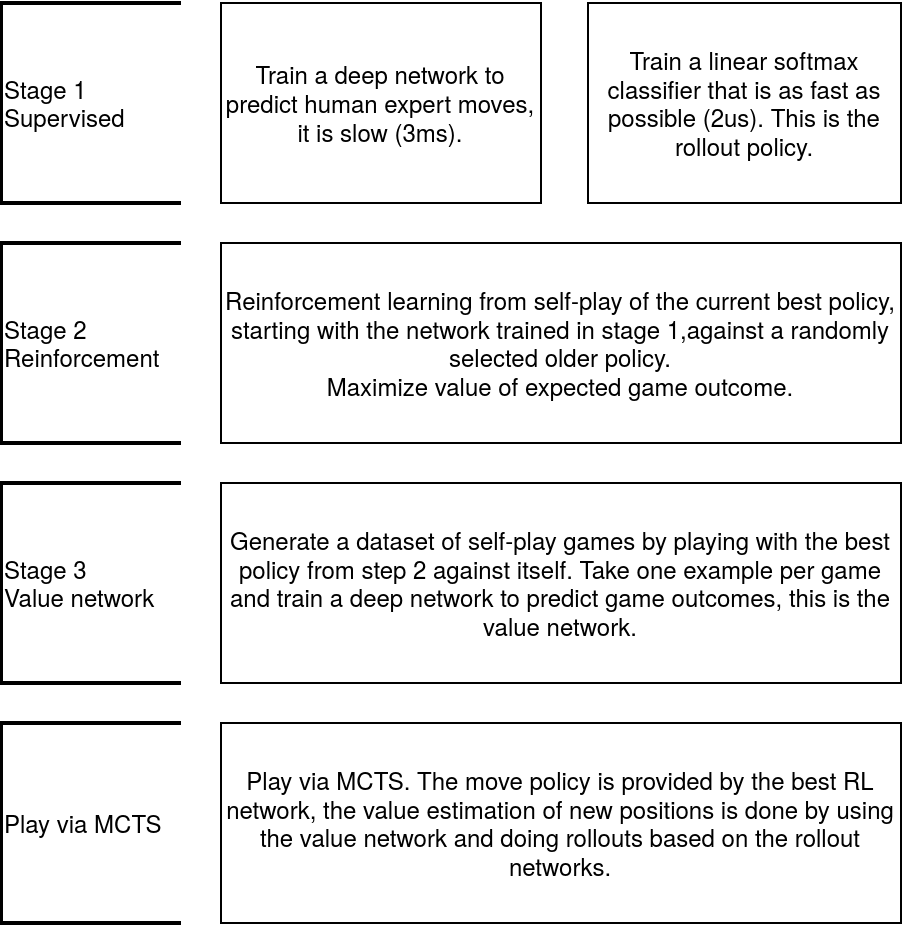 Stage 1
Supervised
Train a deep network to
predict human expert moves,
it is slow (3ms).
Train a linear softmax
classifier that is as fast as
possible (2us). This is the
rollout policy.
Stage 2
Reinforcement
Reinforcement learning from self-play of the current best policy,
starting with the network trained in stage 1,against a randomly
selected older policy.
Maximize value of expected game outcome.
Stage 3
Value network
Generate a dataset of self-play games by playing with the best
policy from step 2 against itself. Take one example per game
and train a deep network to predict game outcomes, this is the
value network.
Play via MCTS
Play via MCTS. The move policy is provided by the best RL
network, the value estimation of new positions is done by using
the value network and doing rollouts based on the rollout
networks.